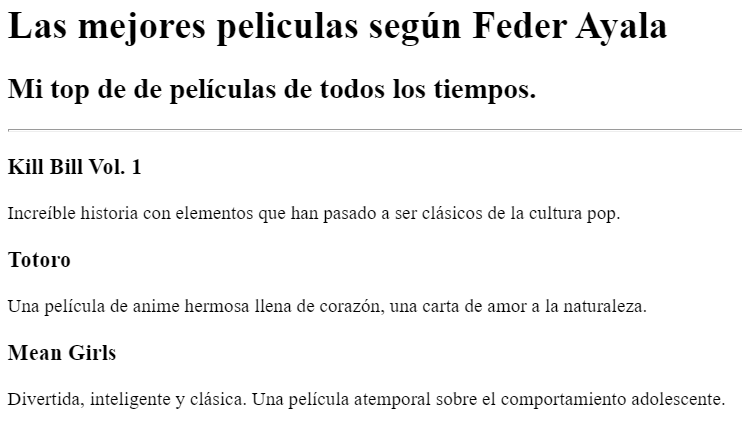 Las mejores peliculas según Feder Ayala
Mi top de de películas de todos los tiempos.
Kill Bill Vol. 1
Increíble historia con elementos que han pasado a ser clásicos de la cultura pop.
Totoro
Una película de anime hermosa llena de corazón, una carta de amor a la naturaleza.
Mean Girls
Divertida, inteligente y clásica. Una película atemporal sobre el comportamiento adolescente.